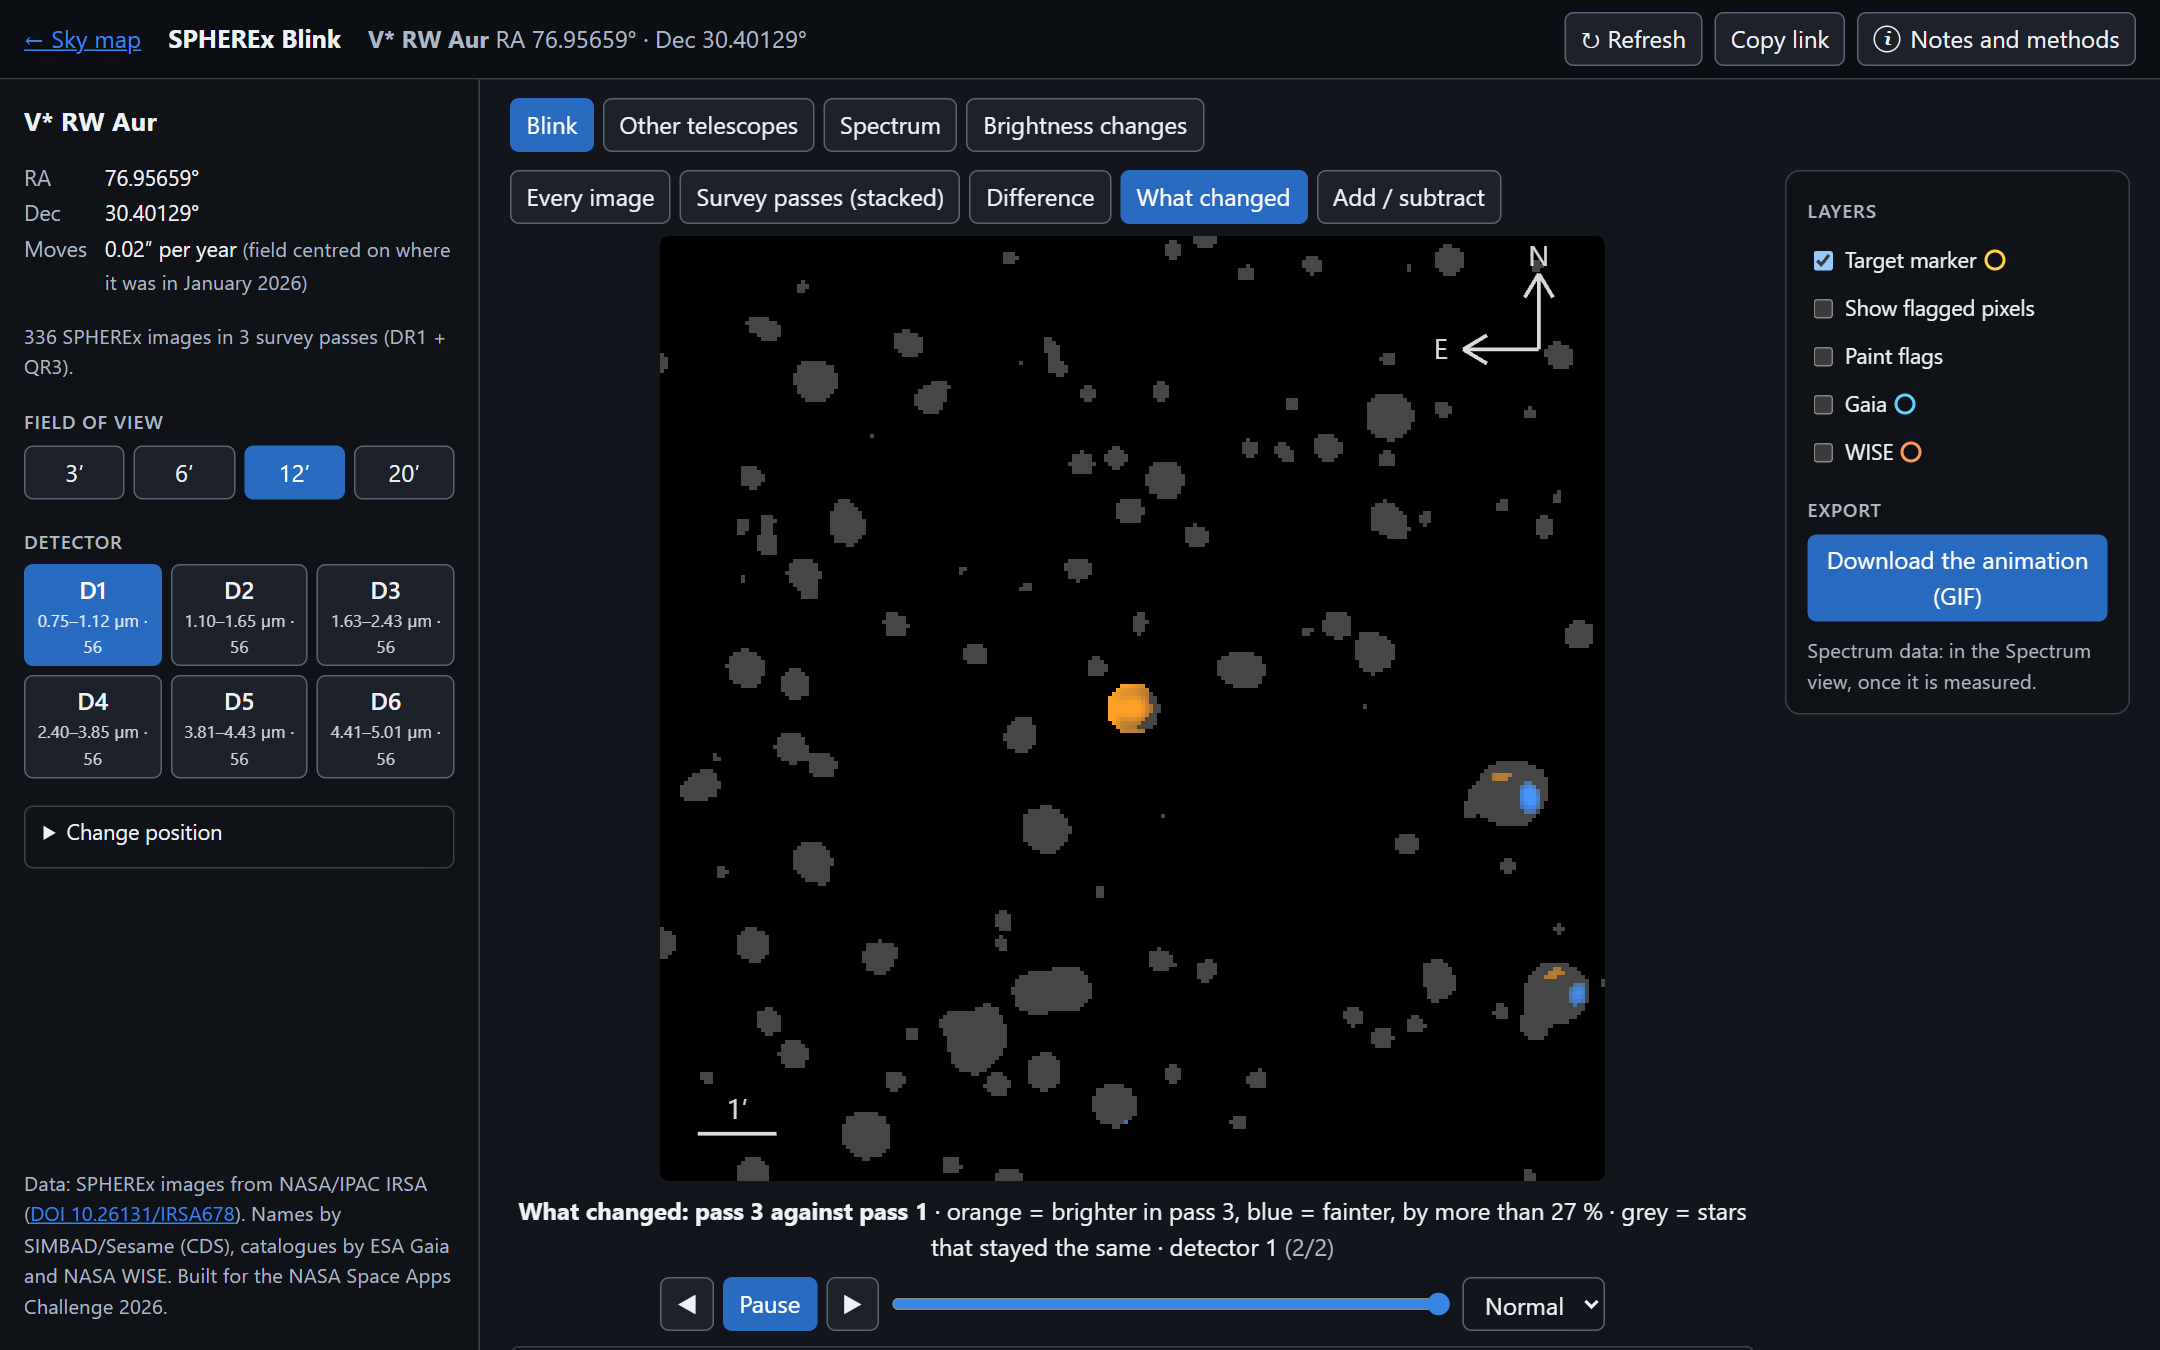 ← Sky map
SPHEREx Blink
V* RW Aur RA 76.95659° · Dec 30.40129°
↻ Refresh
Copy link
ⓘ Notes and methods
V* RW Aur
RA 76.95659°
Dec 30.40129°
Moves 0.02″ per year (field centred on where
it was in January 2026)
336 SPHEREx images in 3 survey passes (DR1 +
QR3).
FIELD OF VIEW
3′ 6′ 12′ 20′
DETECTOR
D1
0.75–1.12 µm ·
56
D2
1.10–1.65 µm ·
56
D3
1.63–2.43 µm ·
56
D4
2.40–3.85 µm ·
56
D5
3.81–4.43 µm ·
56
D6
4.41–5.01 µm ·
56
▶ Change position
Data: SPHEREx images from NASA/IPAC IRSA
(DOI 10.26131/IRSA678). Names by
SIMBAD/Sesame (CDS), catalogues by ESA Gaia
and NASA WISE. Built for the NASA Space Apps
Challenge 2026.
Blink
Other telescopes
Spectrum
Brightness changes
Every image
Survey passes (stacked)
Difference
What changed
Add / subtract
N
E
1′
What changed: pass 3 against pass 1 · orange = brighter in pass 3, blue = fainter, by more than 27 % · grey = stars
that stayed the same · detector 1 (2/2)
◀ Pause ▶ Normal
LAYERS
Target marker
Show flagged pixels
Paint flags
Gaia
WISE
EXPORT
Download the animation
(GIF)
Spectrum data: in the Spectrum
view, once it is measured.